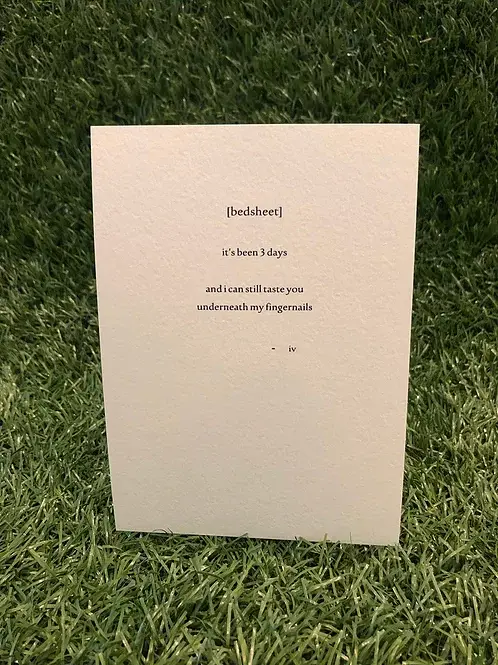 [bedsheet]
it's been 3 days
and i can still taste you
underneath my fingernails
- iv